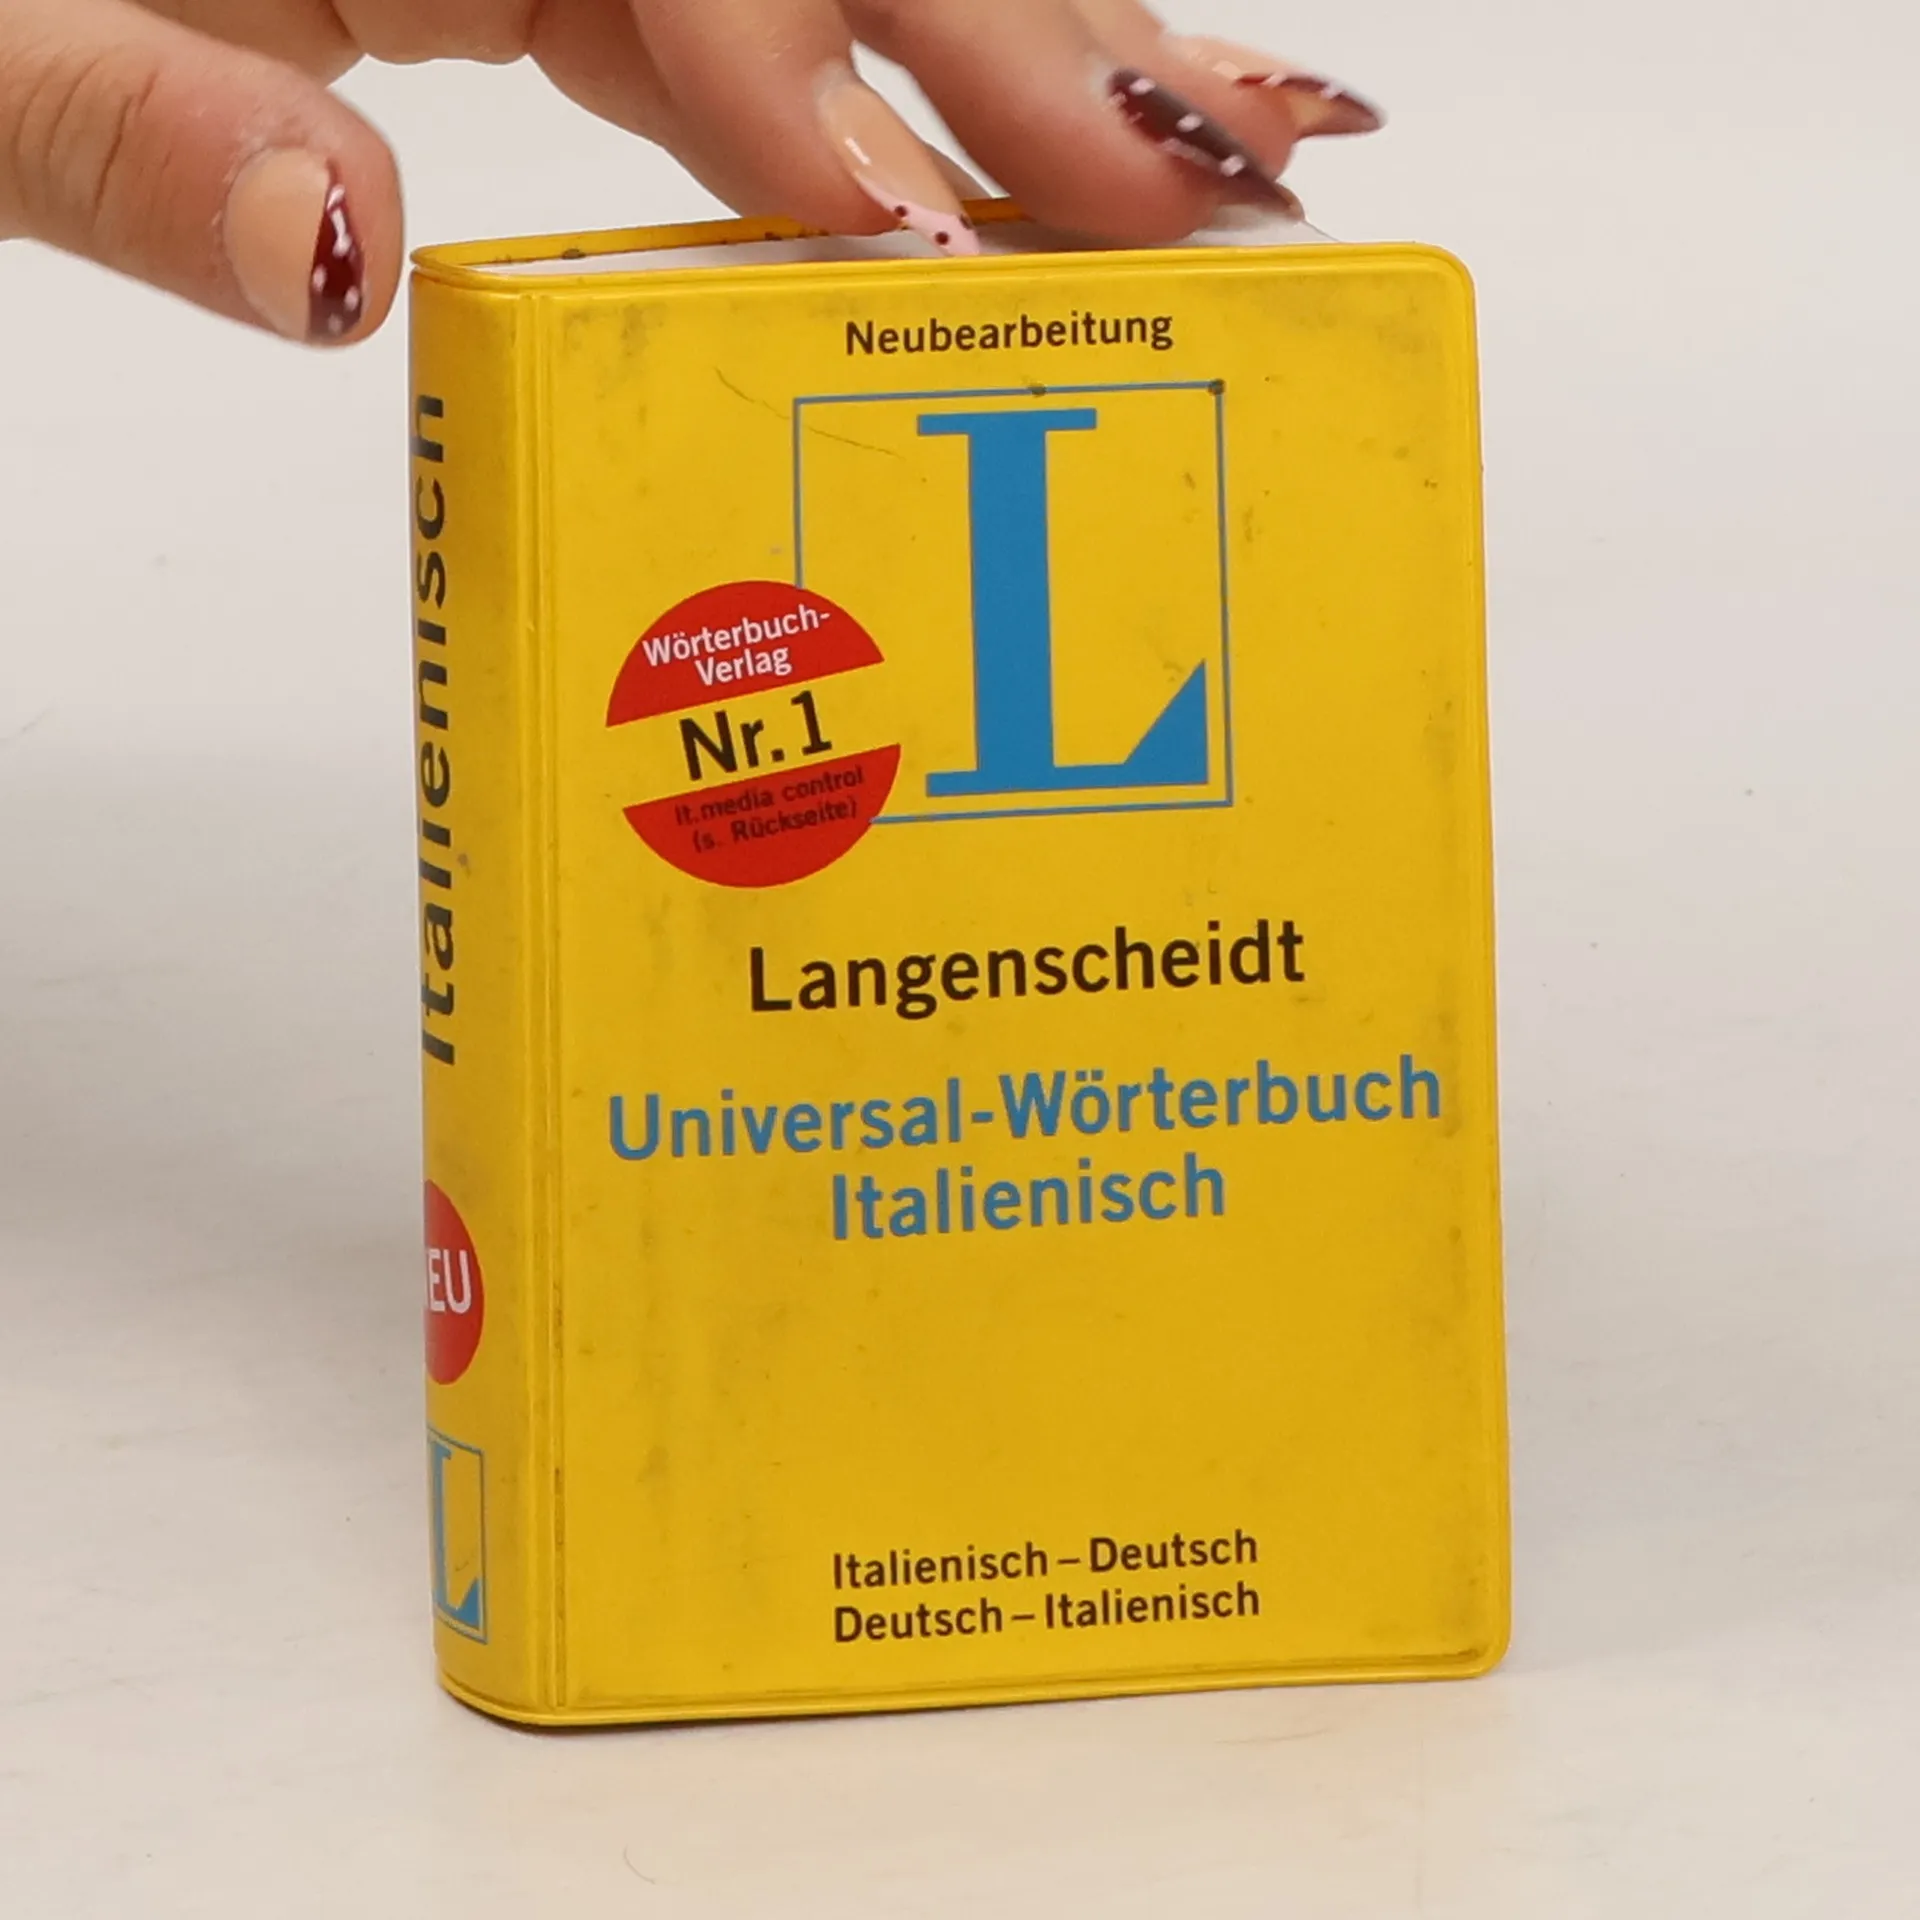 Neubearbeitung
L
Wörterbuch-
Verlag
Nr. 1
lt. media control
(s. Rückseite)
Langenscheidt
Universal-Wörterbuch
Italienisch
Italienisch – Deutsch
Deutsch – Italienisch
Italienisch
EU
L